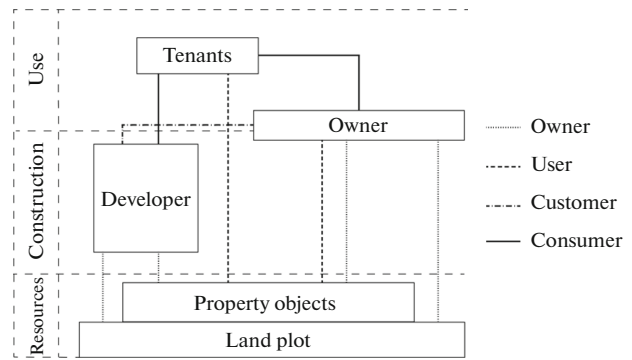 Use
Tenants
Owner
Construction
Developer
Resources
Property objects
Land plot
Owner
User
Customer
Consumer